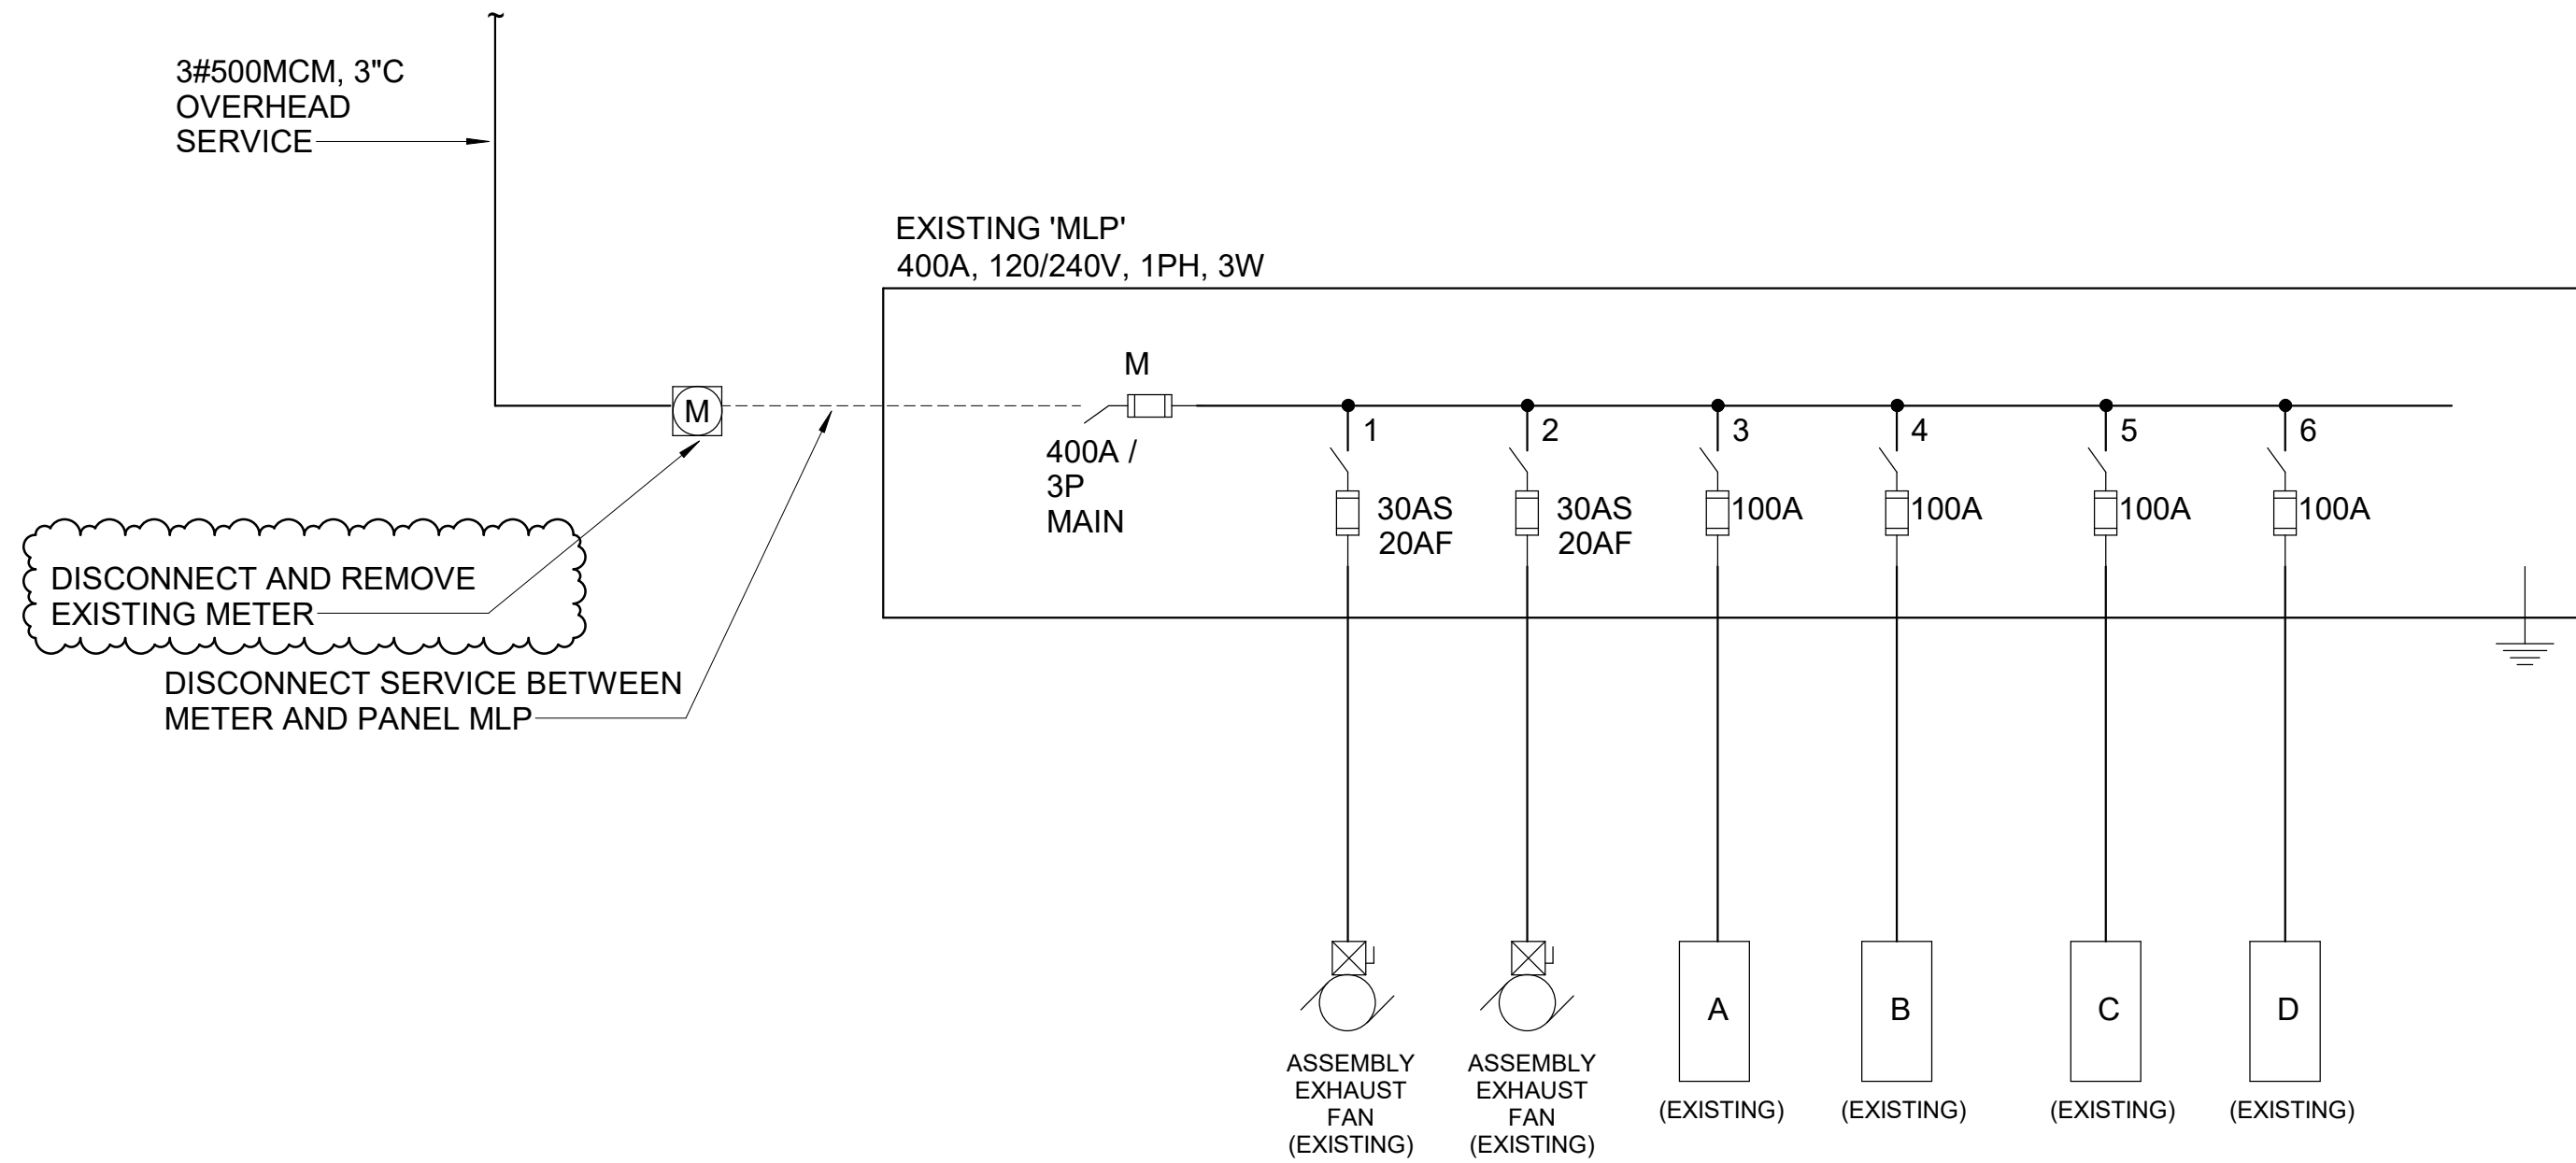 3#500MCM, 3"C
OVERHEAD
SERVICE
EXISTING 'MLP'
400A, 120/240V, 1PH, 3W
M
M
400A /
3P
MAIN
1
2
3
4
5
6
30AS
20AF
30AS
20AF
100A
100A
100A
100A
DISCONNECT AND REMOVE
EXISTING METER
DISCONNECT SERVICE BETWEEN
METER AND PANEL MLP
A
B
C
D
ASSEMBLY
EXHAUST
FAN
(EXISTING)
ASSEMBLY
EXHAUST
FAN
(EXISTING)
(EXISTING)
(EXISTING)
(EXISTING)
(EXISTING)